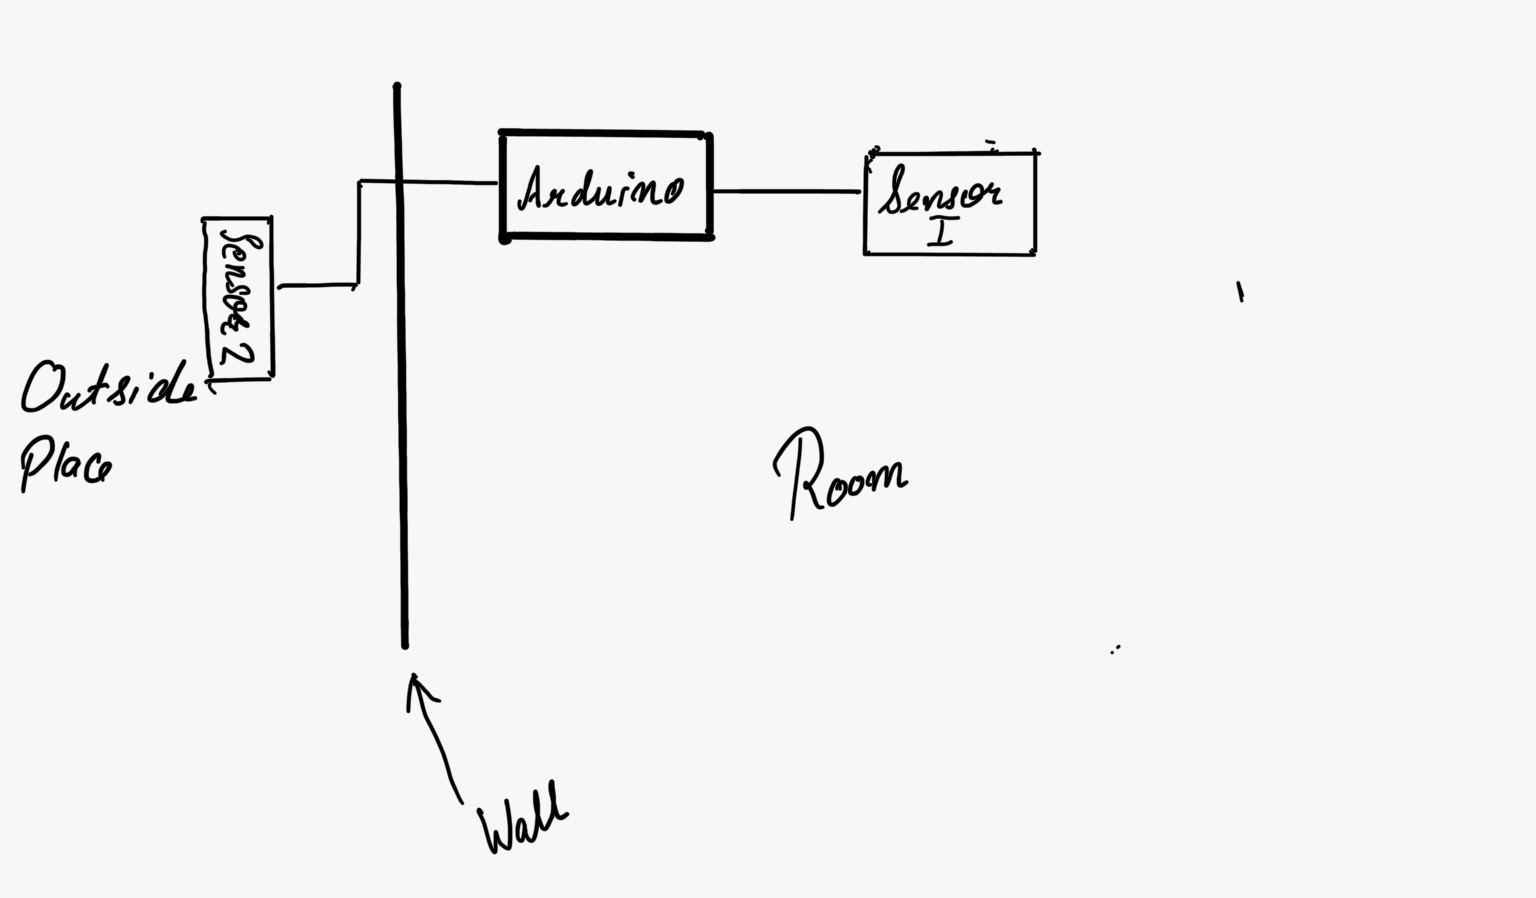 Arduino
Sensor
I
Sensor 2
Outside
Place
Room
Wall